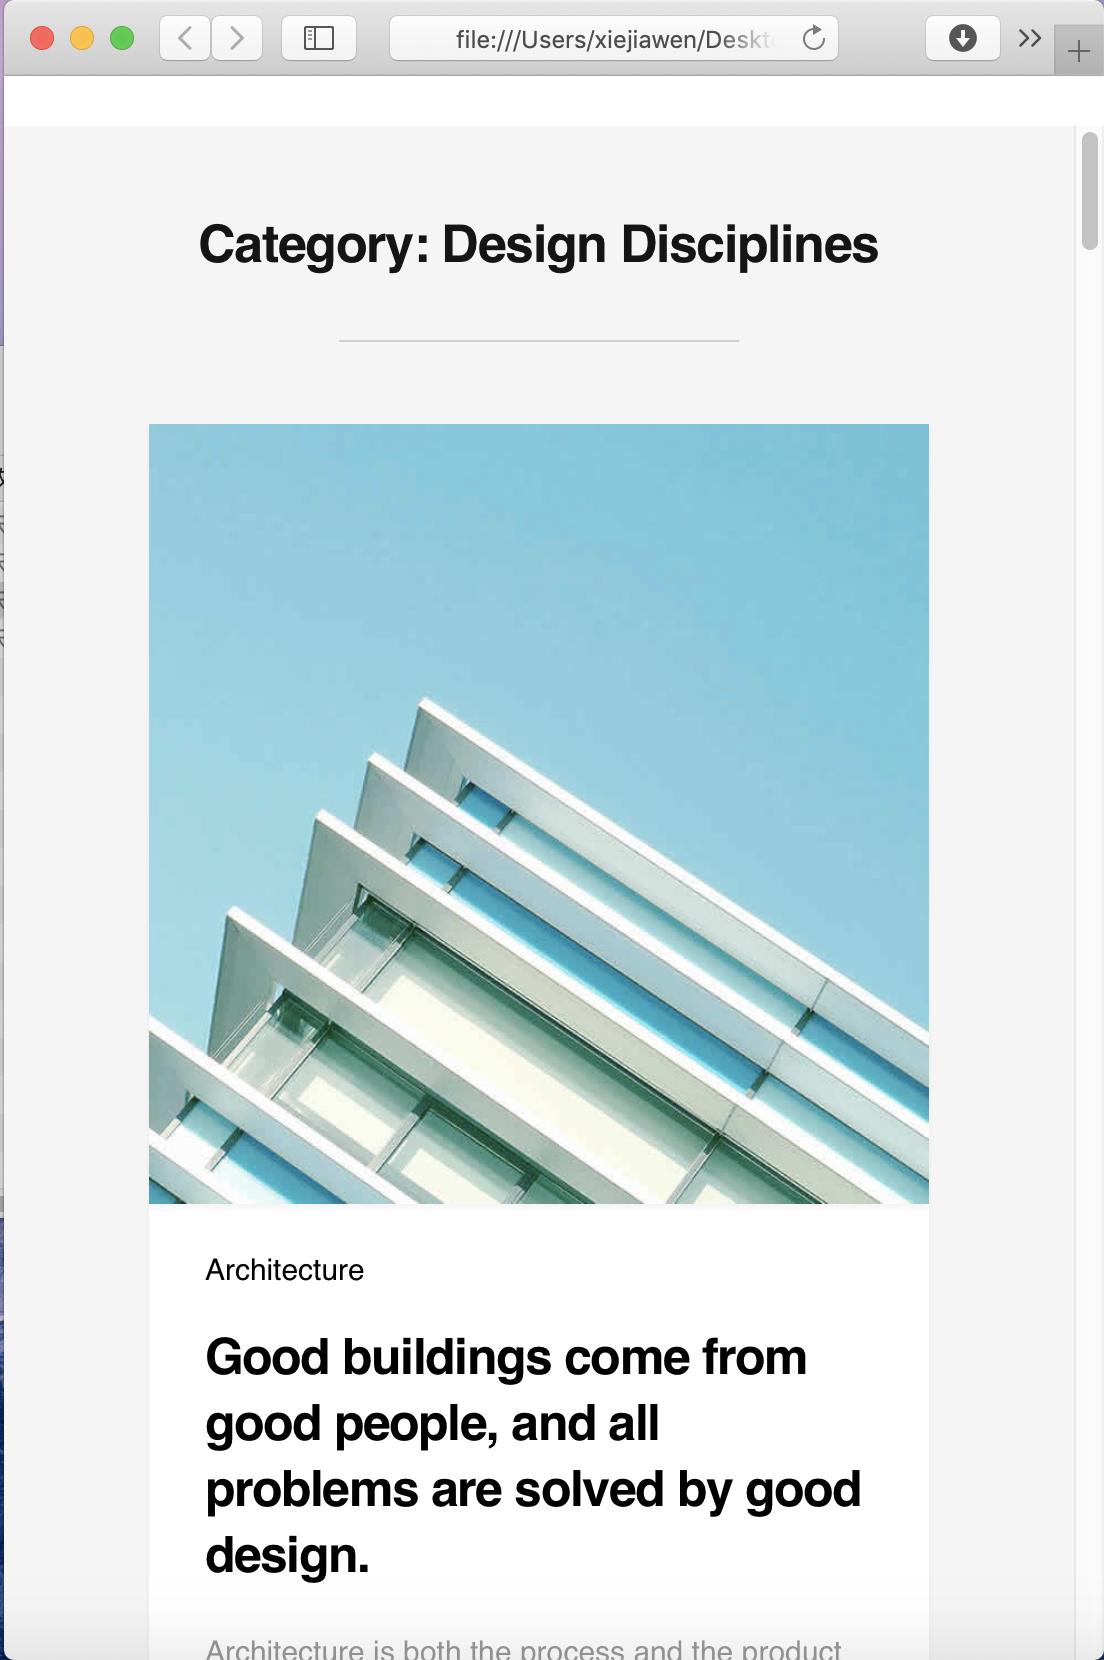 file:///Users/xiejiawen/Deskt
Category: Design Disciplines
Architecture
Good buildings come from
good people, and all
problems are solved by good
design.
Architecture is both the process and the product